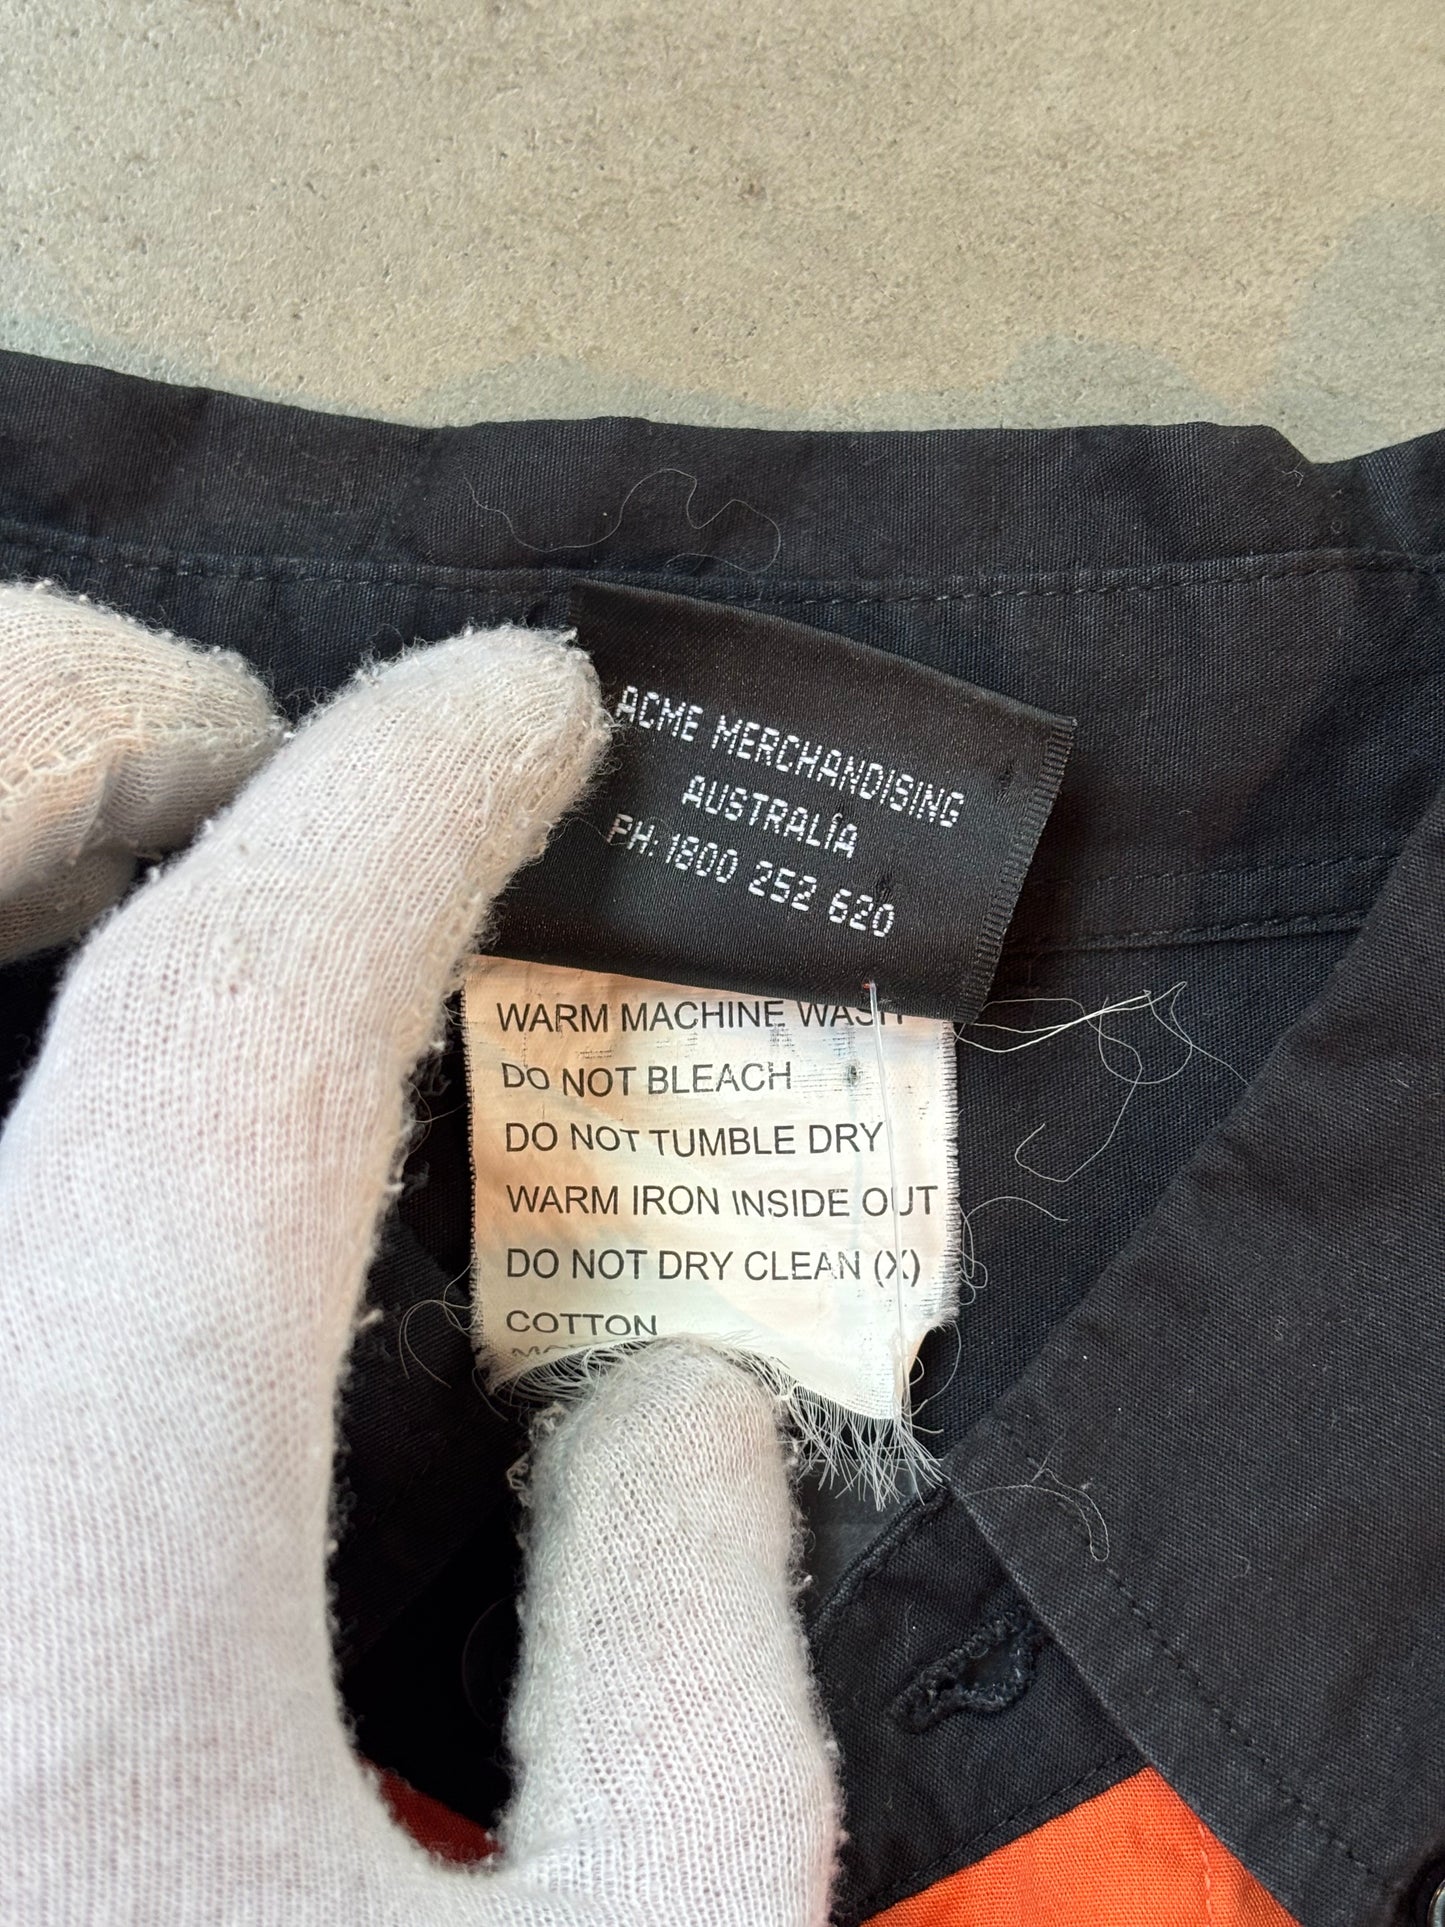 ACME MERCHANDISING
AUSTRALIA
PH: 1800 252 620
WARM MACHINE WASH
DO NOT BLEACH
DO NOT TUMBLE DRY
WARM IRON INSIDE OUT
DO NOT DRY CLEAN (X)
COTTON